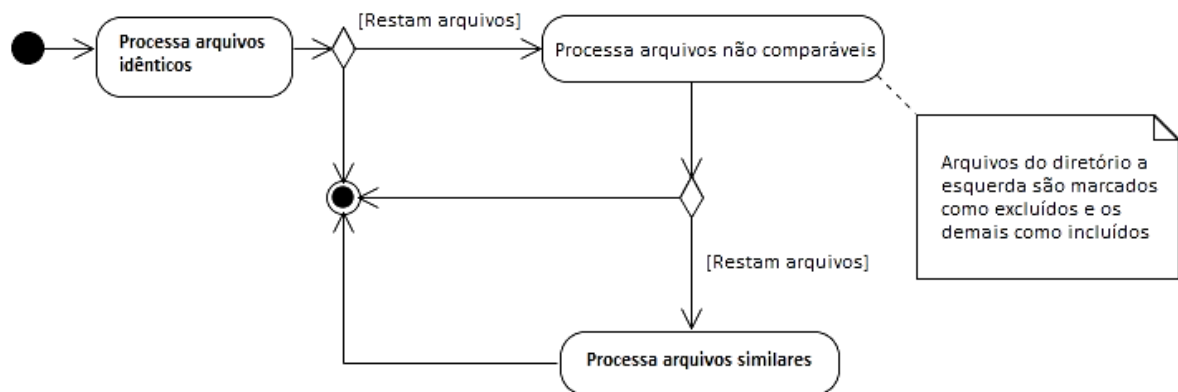 [Restam arquivos]
Processa arquivos
idênticos
Processa arquivos não comparáveis
Arquivos do diretório a
esquerda são marcados
como excluídos e os
demais como incluídos
[Restam arquivos]
Processa arquivos similares